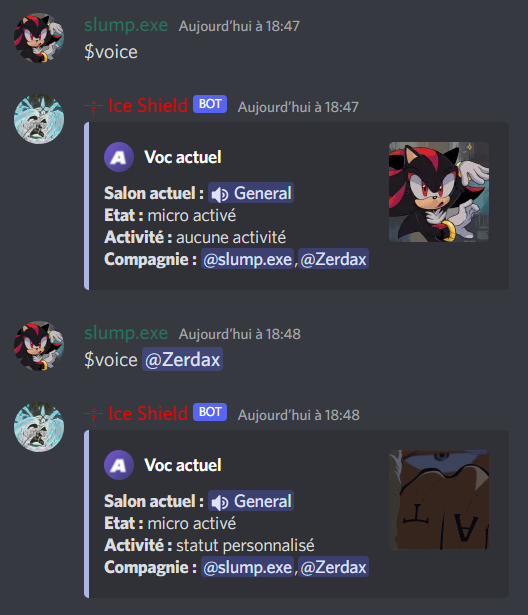 slump.exe Aujourd'hui à 18:47
$voice
-†- Ice Shield BOT Aujourd'hui à 18:47
A Voc actuel
Salon actuel : General
Etat : micro activé
Activité : aucune activité
Compagnie : @slump.exe,@Zerdax
slump.exe Aujourd'hui à 18:48
$voice @Zerdax
-†- Ice Shield BOT Aujourd'hui à 18:48
A Voc actuel
Salon actuel : General
Etat : micro activé
Activité : statut personnalisé
Compagnie : @slump.exe,@Zerdax